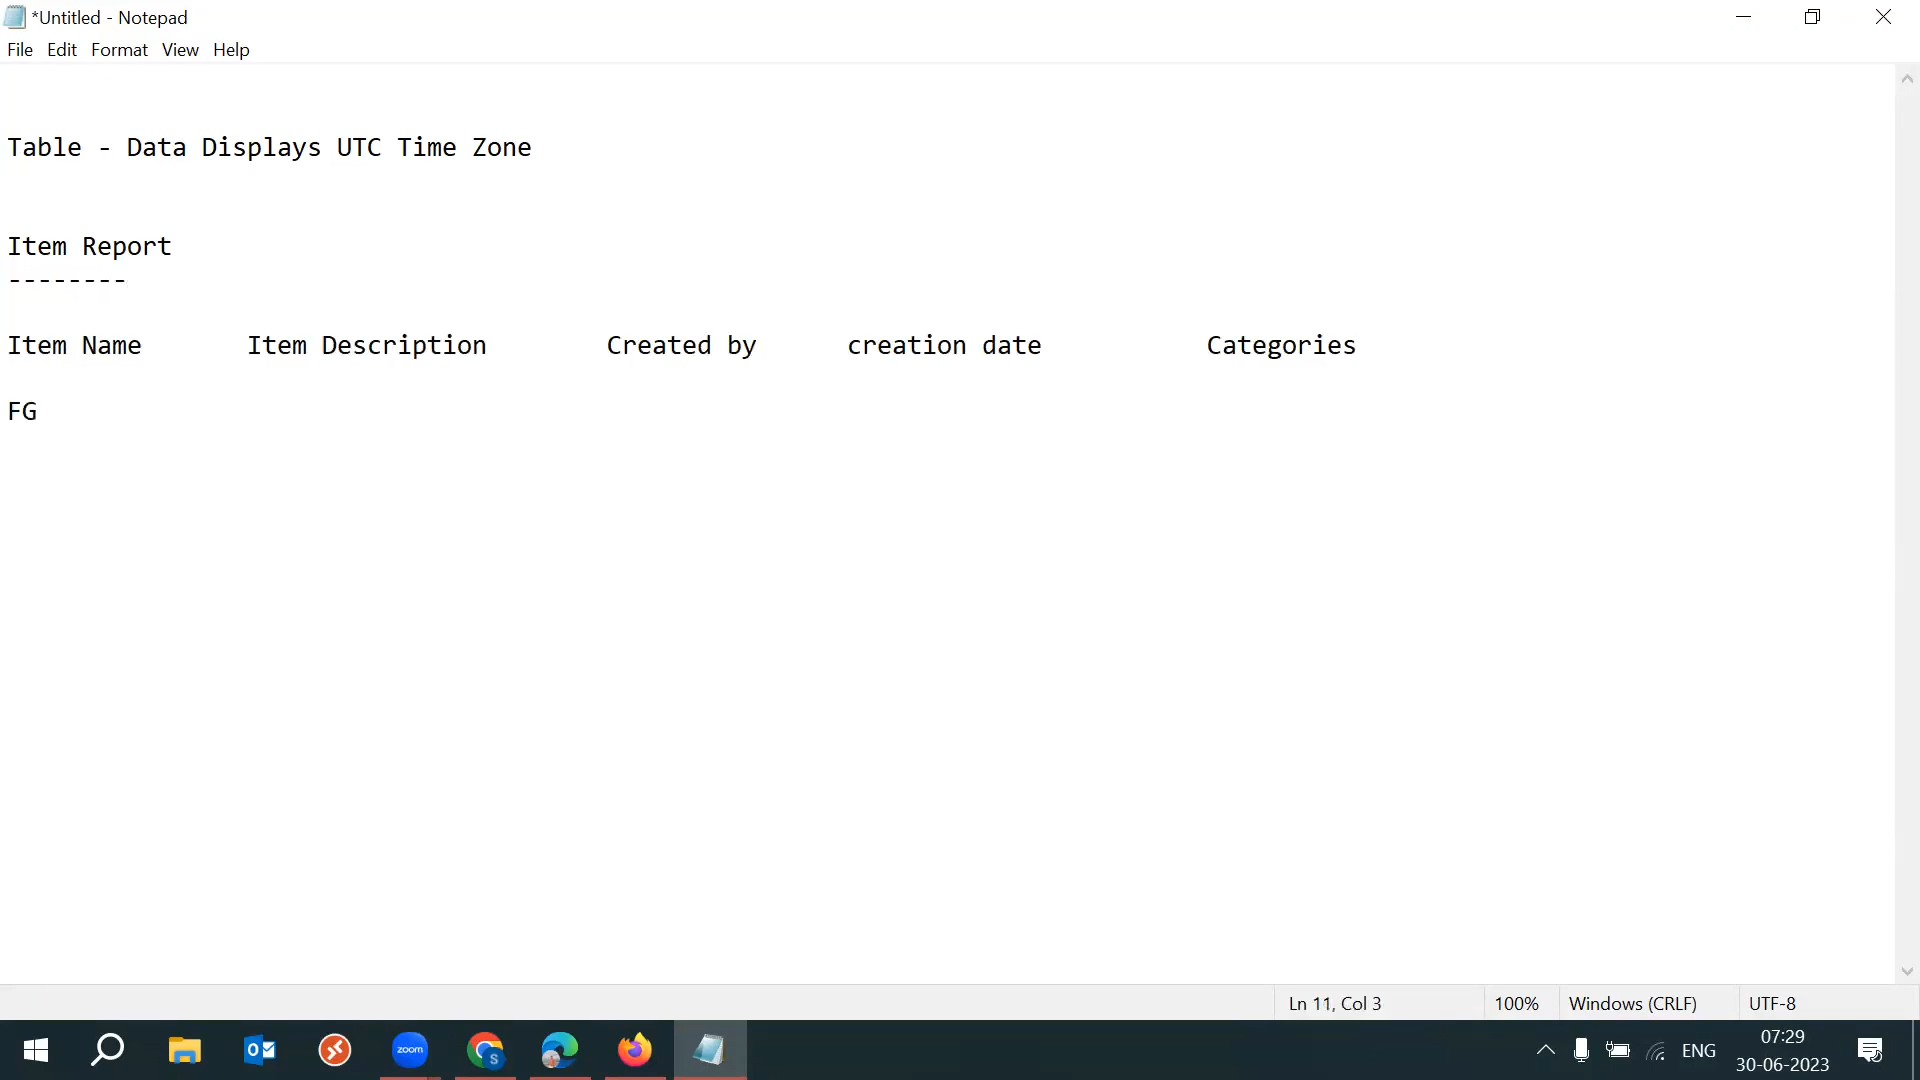 *Untitled - Notepad
File Edit Format View Help
Table - Data Displays UTC Time Zone
Item Report
--------
Item Name Item Description Created by creation date Categories
FG
Ln 11, Col 3 100% Windows (CRLF) UTF-8
zoom S ENG 07:29
30-06-2023